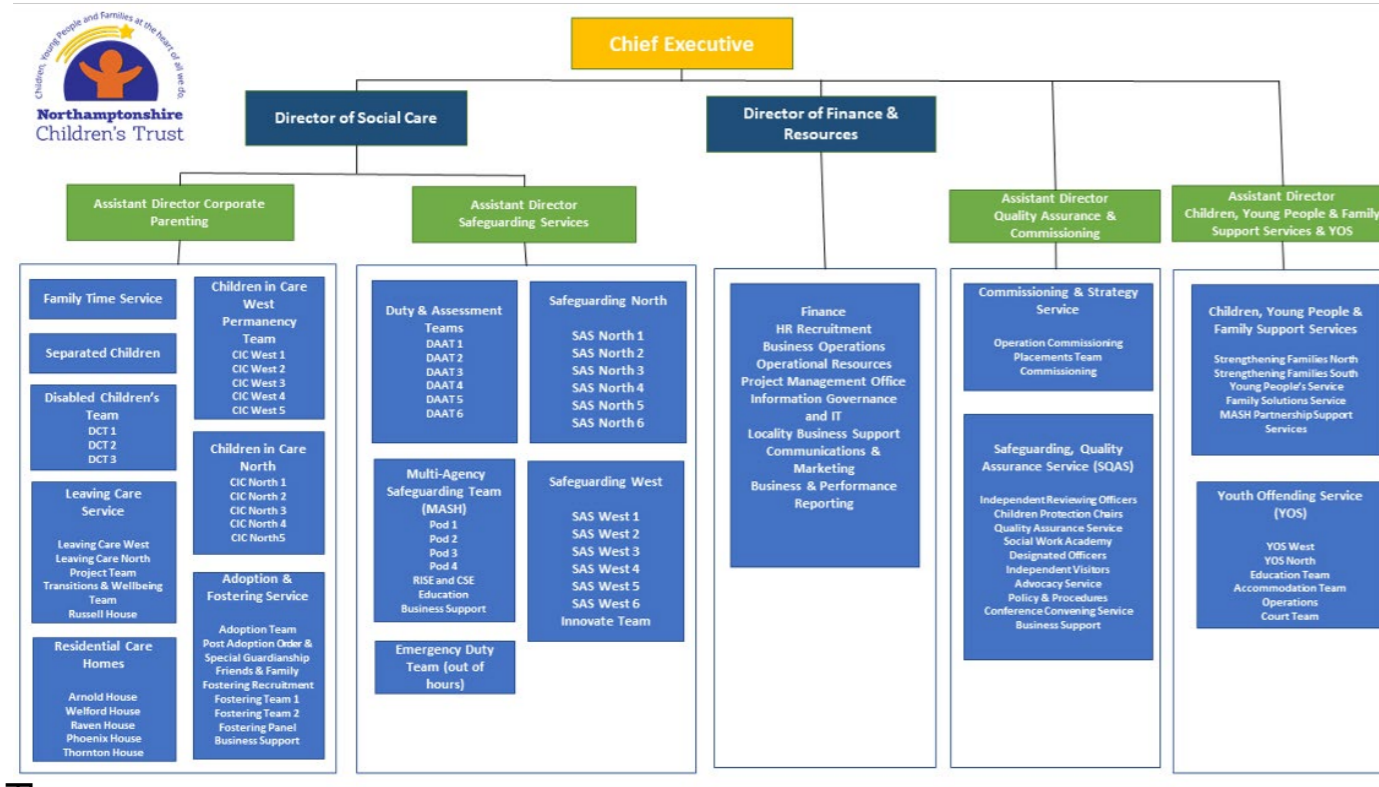 Children, Young People and Families at the heart of all we do.
Northamptonshire
Children's Trust
Chief Executive
Director of Social Care
Director of Finance &
Resources
Assistant Director Corporate
Parenting
Assistant Director
Safeguarding Services
Assistant Director
Quality Assurance &
Commissioning
Assistant Director
Children, Young People & Family
Support Services & YOS
Family Time Service
Separated Children
Disabled Children's
Team
DCT 1
DCT 2
DCT 3
Leaving Care
Service
Leaving Care West
Leaving Care North
Project Team
Transitions & Wellbeing
Team
Russell House
Residential Care
Homes
Arnold House
Welford House
Raven House
Phoenix House
Thornton House
Children in Care
West
Permanency
Team
CIC West 1
CIC West 2
CIC West 3
CIC West 4
CIC West 5
Children in Care
North
CIC North 1
CIC North 2
CIC North 3
CIC North 4
CIC North5
Adoption &
Fostering Service
Adoption Team
Post Adoption Order &
Special Guardianship
Friends & Family
Fostering Recruitment
Fostering Team 1
Fostering Team 2
Fostering Panel
Business Support
Duty & Assessment
Teams
DAAT 1
DAAT 2
DAAT 3
DAAT 4
DAAT 5
DAAT 6
Multi-Agency
Safeguarding Team
(MASH)
Pod 1
Pod 2
Pod 3
Pod 4
RISE and CSE
Education
Business Support
Emergency Duty
Team (out of
hours)
Safeguarding North
SAS North 1
SAS North 2
SAS North 3
SAS North 4
SAS North 5
SAS North 6
Safeguarding West
SAS West 1
SAS West 2
SAS West 3
SAS West 4
SAS West 5
SAS West 6
Innovate Team
Finance
HR Recruitment
Business Operations
Operational Resources
Project Management Office
Information Governance
and IT
Locality Business Support
Communications &
Marketing
Business & Performance
Reporting
Commissioning & Strategy
Service
Operation Commissioning
Placements Team
Commissioning
Safeguarding, Quality
Assurance Service (SQAS)
Independent Reviewing Officers
Children Protection Chairs
Quality Assurance Service
Social Work Academy
Designated Officers
Independent Visitors
Advocacy Service
Policy & Procedures
Conference Convening Service
Business Support
Children, Young People &
Family Support Services
Strengthening Families North
Strengthening Families South
Young People's Service
Family Solutions Service
MASH Partnership Support
Services
Youth Offending Service
(YOS)
YOS West
YOS North
Education Team
Accommodation Team
Operations
Court Team